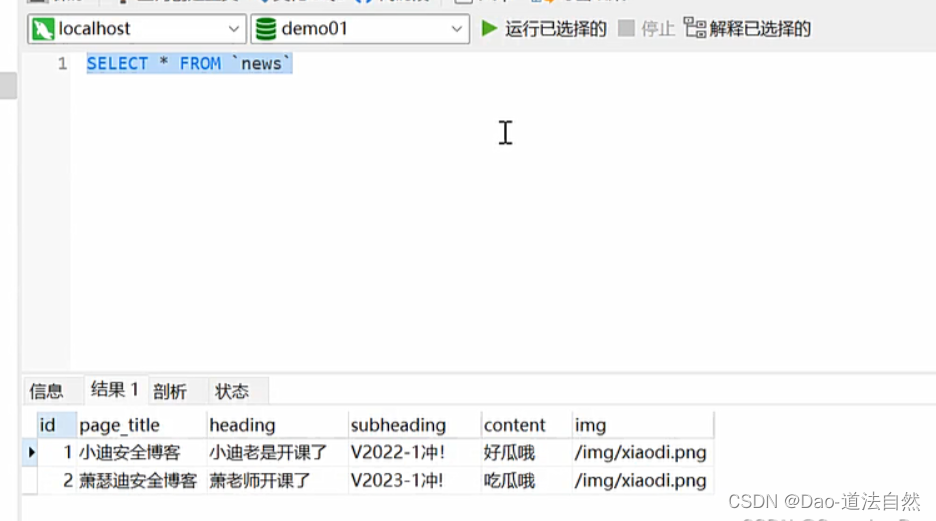 localhost demo01 运行已选择的 停止 解释已选择的
1 SELECT * FROM `news`
信息 结果 1 剖析 状态
id page_title heading subheading content img
1 小迪安全博客 小迪老是开课了 V2022-1冲! 好瓜哦 /img/xiaodi.png
2 萧瑟迪安全博客 萧老师开课了 V2023-1冲! 吃瓜哦 /img/xiaodi.png
CSDN @Dao-道法自然